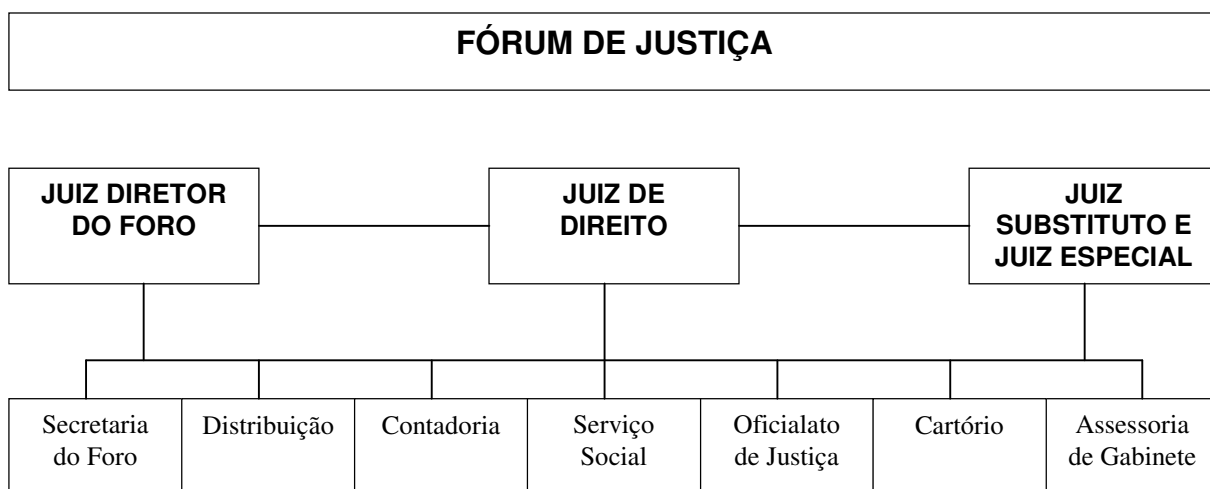 FÓRUM DE JUSTIÇA
JUIZ DIRETOR
DO FORO
JUIZ DE
DIREITO
JUIZ
SUBSTITUTO E
JUIZ ESPECIAL
Secretaria
do Foro
Distribuição
Contadoria
Serviço
Social
Oficialato
de Justiça
Cartório
Assessoria
de Gabinete